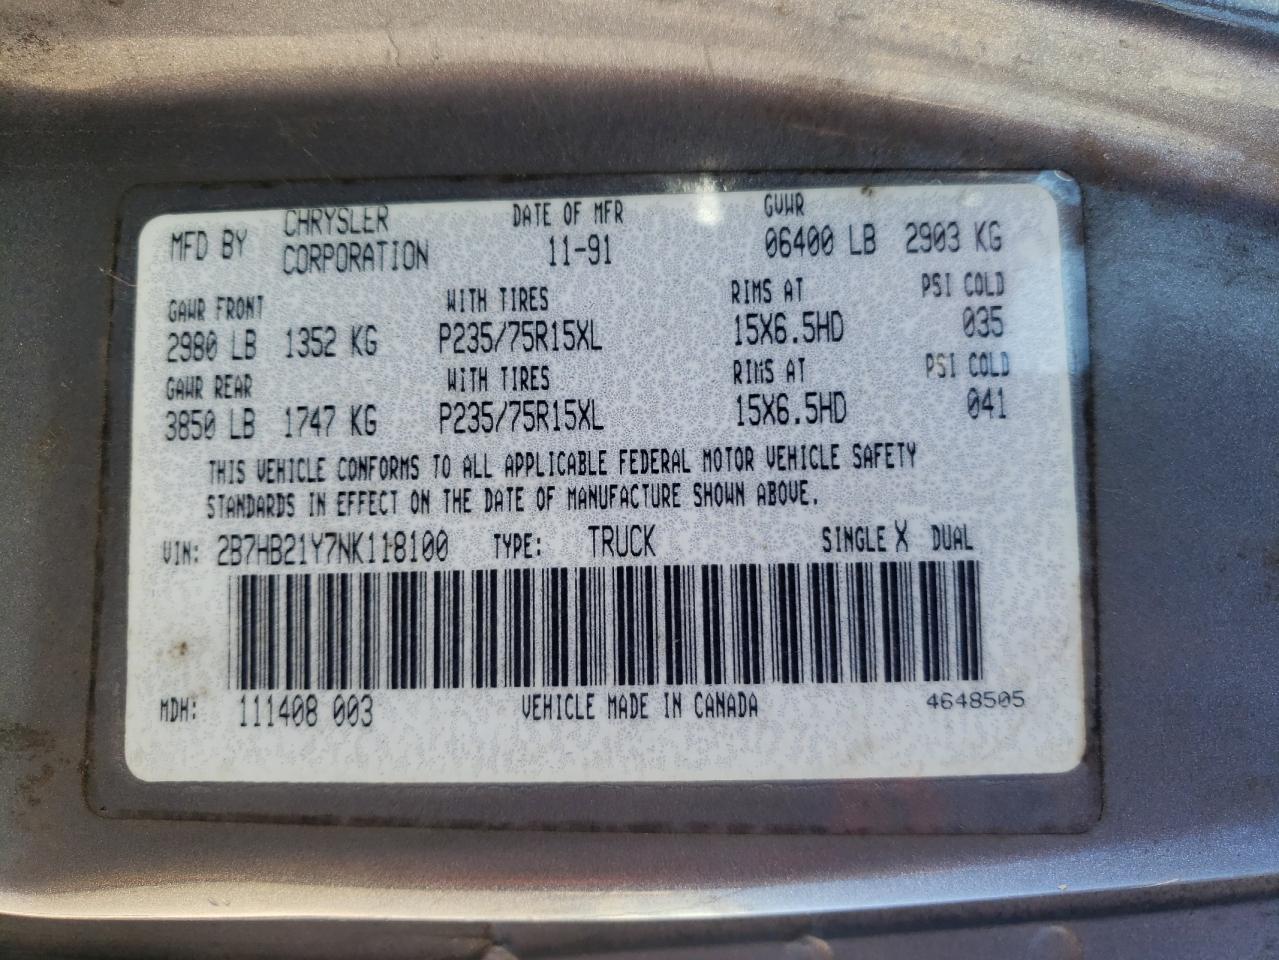 MFD BY CHRYSLER CORPORATION DATE OF MFR 11-91 GVWR 06400 LB 2903 KG
GAWR FRONT WITH TIRES RIMS AT PSI COLD
2980 LB 1352 KG P235/75R15XL 15X6.5HD 035
GAWR REAR WITH TIRES RIMS AT PSI COLD
3850 LB 1747 KG P235/75R15XL 15X6.5HD 041
THIS VEHICLE CONFORMS TO ALL APPLICABLE FEDERAL MOTOR VEHICLE SAFETY
STANDARDS IN EFFECT ON THE DATE OF MANUFACTURE SHOWN ABOVE.
VIN: 2B7HB21Y7NK118100 TYPE: TRUCK SINGLE X DUAL
MDH: 111408 003 VEHICLE MADE IN CANADA 4648505